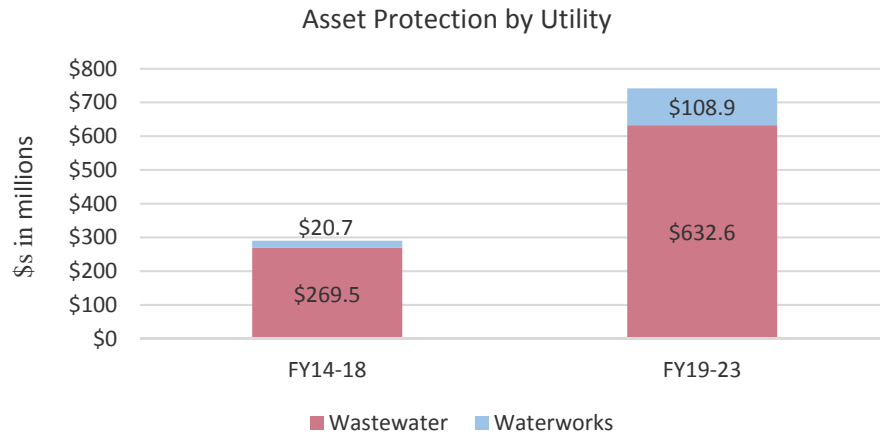 Asset Protection by Utility
$s in millions
$800
$700
$600
$500
$400
$300
$200
$100
$0
$20.7
$269.5
$108.9
$632.6
FY14-18
FY19-23
Wastewater
Waterworks